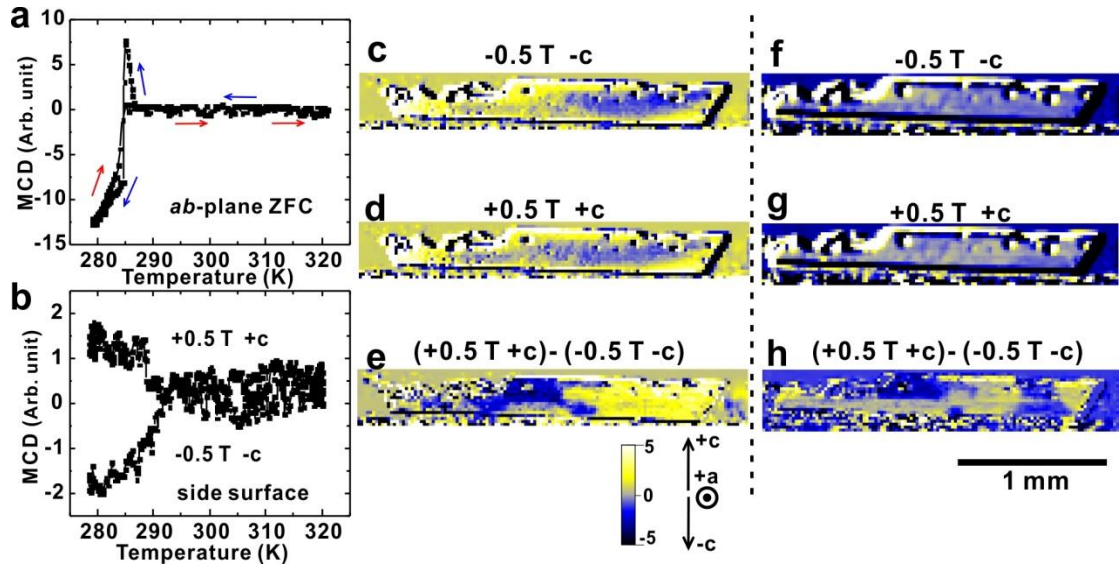 a
MCD (Arb. unit)
10
5
0
-5
-10
-15
ab-plane ZFC
280 290 300 310 320
Temperature (K)
b
MCD (Arb. unit)
2
1
0
-1
-2
+0.5 T +c
-0.5 T -c
side surface
280 290 300 310 320
Temperature (K)
c
-0.5 T -c
d
+0.5 T +c
e
(+0.5 T +c)-(-0.5 T -c)
5
0
-5
+c
+a
-c
f
-0.5 T -c
g
+0.5 T +c
h
(+0.5 T +c)-(-0.5 T -c)
1 mm